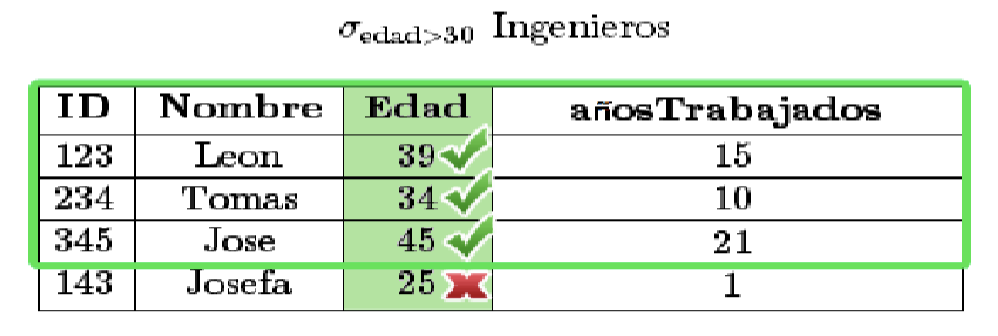 σedad>30 Ingenieros
ID Nombre Edad añosTrabajados
123 Leon 39 15
234 Tomas 34 10
345 Jose 45 21
143 Josefa 25 1